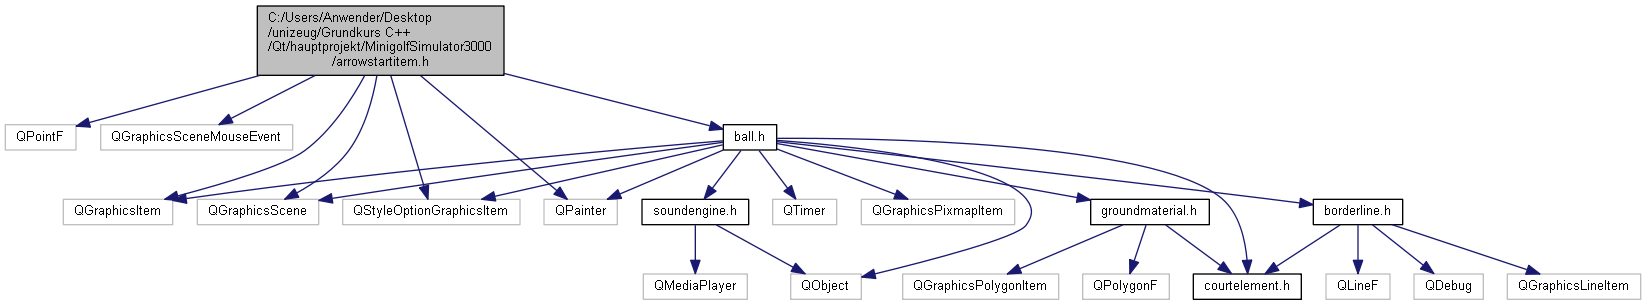 C:/Users/Anwender/Desktop
/unizeug/Grundkurs C++
/Qt/hauptprojekt/MinigolfSimulator3000
/arrowstartitem.h
QPointF
QGraphicsSceneMouseEvent
ball.h
QGraphicsItem
QGraphicsScene
QStyleOptionGraphicsItem
QPainter
soundengine.h
QTimer
QGraphicsPixmapItem
groundmaterial.h
borderline.h
QMediaPlayer
QObject
QGraphicsPolygonItem
QPolygonF
courtelement.h
QLineF
QDebug
QGraphicsLineItem